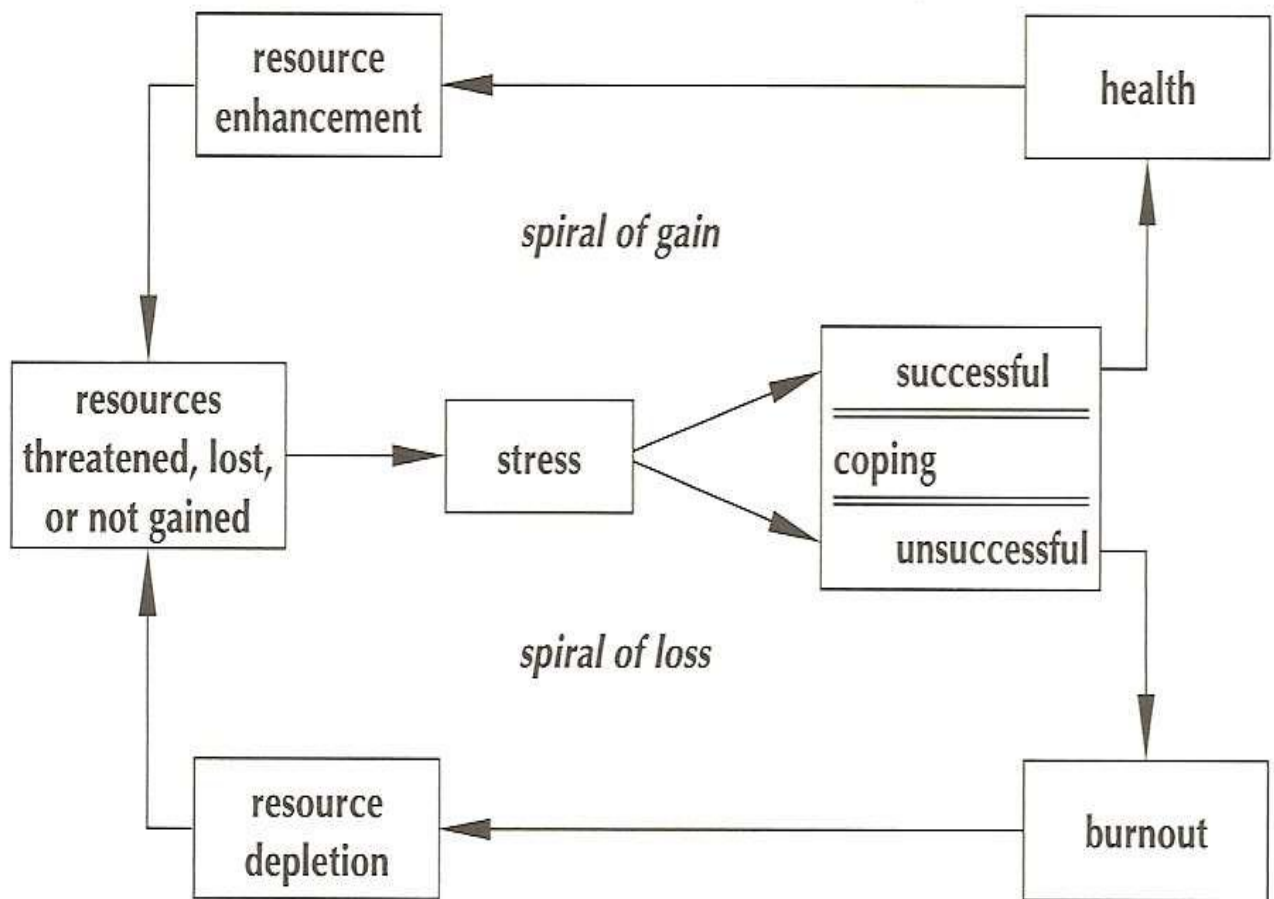 resource
enhancement
health
spiral of gain
resources
threatened, lost,
or not gained
stress
successful
coping
unsuccessful
spiral of loss
resource
depletion
burnout